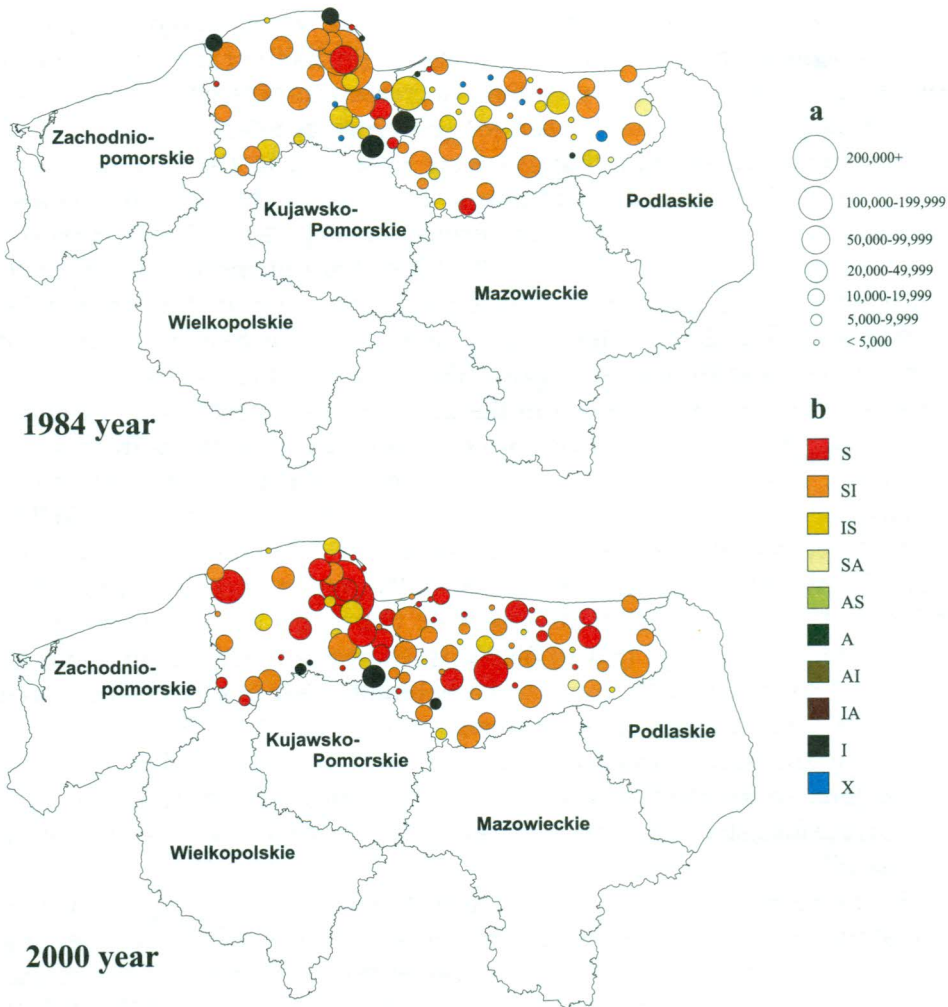 Zachodnio-
pomorskie
Kujawsko-
Pomorskie
Wielkopolskie
Mazowieckie
Podlaskie
1984 year
a
200,000+
100,000-199,999
50,000-99,999
20,000-49,999
10,000-19,999
5,000-9,999
< 5,000
b
S
SI
IS
SA
AS
A
AI
IA
I
X
Zachodnio-
pomorskie
Kujawsko-
Pomorskie
Wielkopolskie
Mazowieckie
Podlaskie
2000 year